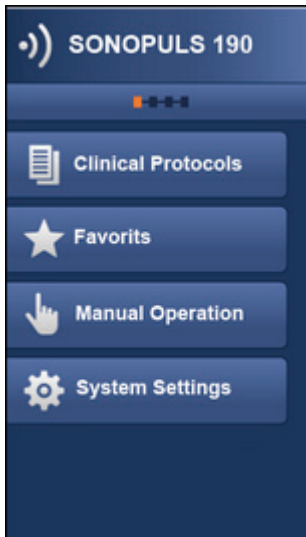 SONOPULS 190
Clinical Protocols
Favorits
Manual Operation
System Settings